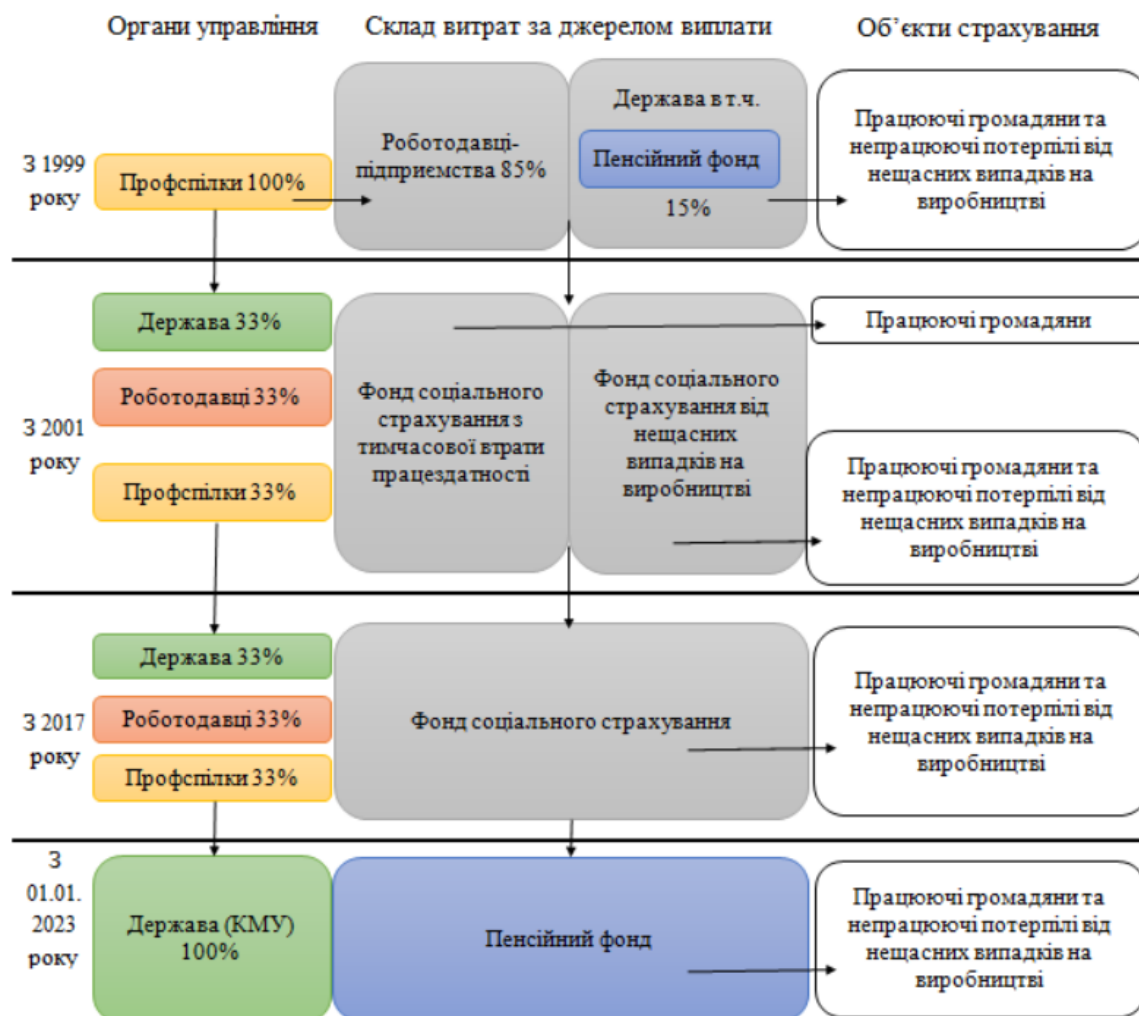 Органи управління
Склад витрат за джерелом виплати
Об’єкти страхування
З 1999
року
Профспілки 100%
Роботодавці-
підприємства 85%
Держава в т.ч.
Пенсійний фонд
15%
Працюючі громадяни та
непрацюючі потерпілі від
нещасних випадків на
виробництві
З 2001
року
Держава 33%
Роботодавці 33%
Профспілки 33%
Фонд соціального
страхування з
тимчасової втрати
працездатності
Фонд соціального
страхування від
нещасних
випадків на
виробництві
Працюючі громадяни
Працюючі громадяни та
непрацюючі потерпілі від
нещасних випадків на
виробництві
З 2017
року
Держава 33%
Роботодавці 33%
Профспілки 33%
Фонд соціального страхування
Працюючі громадяни та
непрацюючі потерпілі від
нещасних випадків на
виробництві
З
01.01.
2023
року
Держава (КМУ)
100%
Пенсійний фонд
Працюючі громадяни та
непрацюючі потерпілі від
нещасних випадків на
виробництві